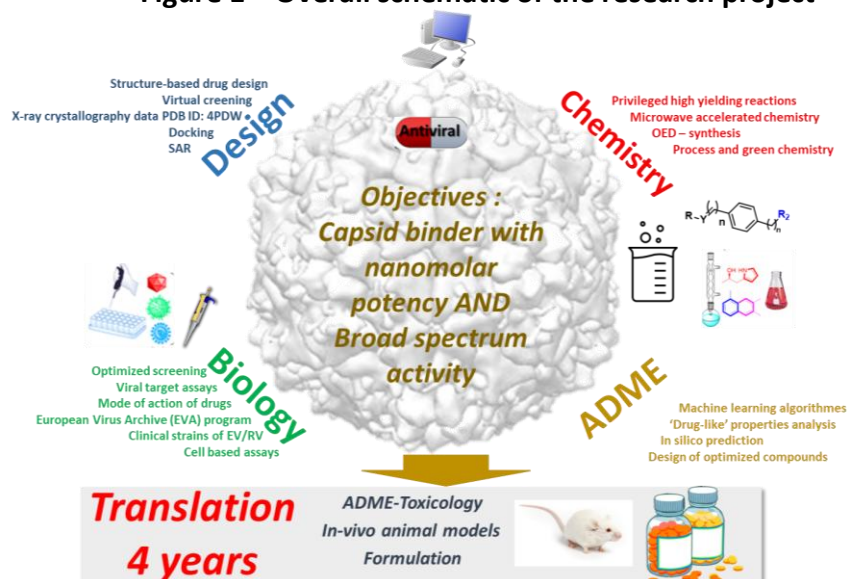 Figure 1 – Overall schematic of the research project
Structure-based drug design
Virtual creening
X-ray crystallography data PDB ID: 4PDW
Docking
SAR
Design
Antiviral
Chemistry
Privileged high yielding reactions
Microwave accelerated chemistry
OED – synthesis
Process and green chemistry
Objectives :
Capsid binder with
nanomolar
potency AND
Broad spectrum
activity
R-Y ( ) n ( ) n R2
OH HN
Biology
Optimized screening
Viral target assays
Mode of action of drugs
European Virus Archive (EVA) program
Clinical strains of EV/RV
Cell based assays
ADME
Machine learning algorithmes
‘Drug-like’ properties analysis
In silico prediction
Design of optimized compounds
Translation
4 years
ADME-Toxicology
In-vivo animal models
Formulation